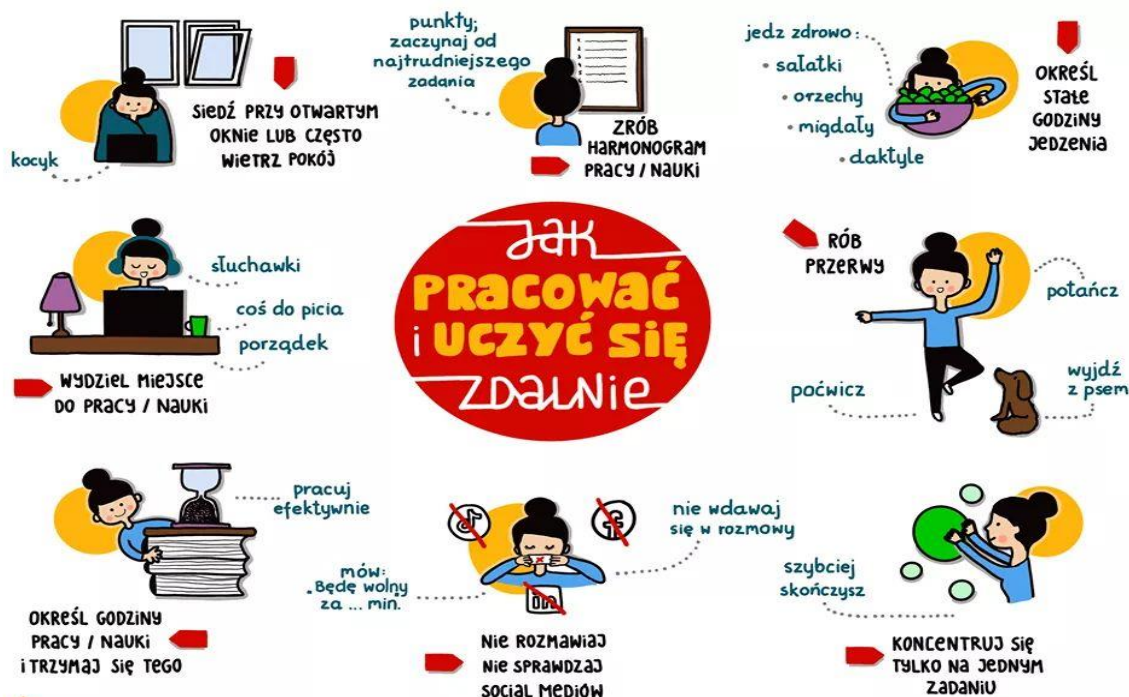 kocyk
SIEDŹ PRZY OTWARTYM
OKNIE LUB CZĘSTO
WIETRZ POKÓJ
punkty;
zaczynaj od
najtrudniejszego
zadania
ZRÓB
HARMONOGRAM
PRACY / NAUKI
jedz zdrowo:
• sałatki
• orzechy
• migdały
• daktyle
OKREŚL
STAŁE
GODZINY
JEDZENIA
słuchawki
coś do picia
porządek
WYDZIEL MIEJSCE
DO PRACY / NAUKI
JAK
PRACOWAĆ
i UCZYĆ SIĘ
ZDALNIE
RÓB
PRZERWY
potańcz
poćwicz
wyjdź
z psem
pracuj
efektywnie
OKREŚL GODZINY
PRACY / NAUKI
I TRZYMAJ SIĘ TEGO
mów:
„Będę wolny
za ... min.
f
in
nie wdawaj
się w rozmowy
NIE ROZMAWIAJ
NIE SPRAWDZAJ
SOCIAL MEDIÓW
szybciej
skończysz
KONCENTRUJ SIĘ
TYLKO NA JEDNYM
ZADANIU